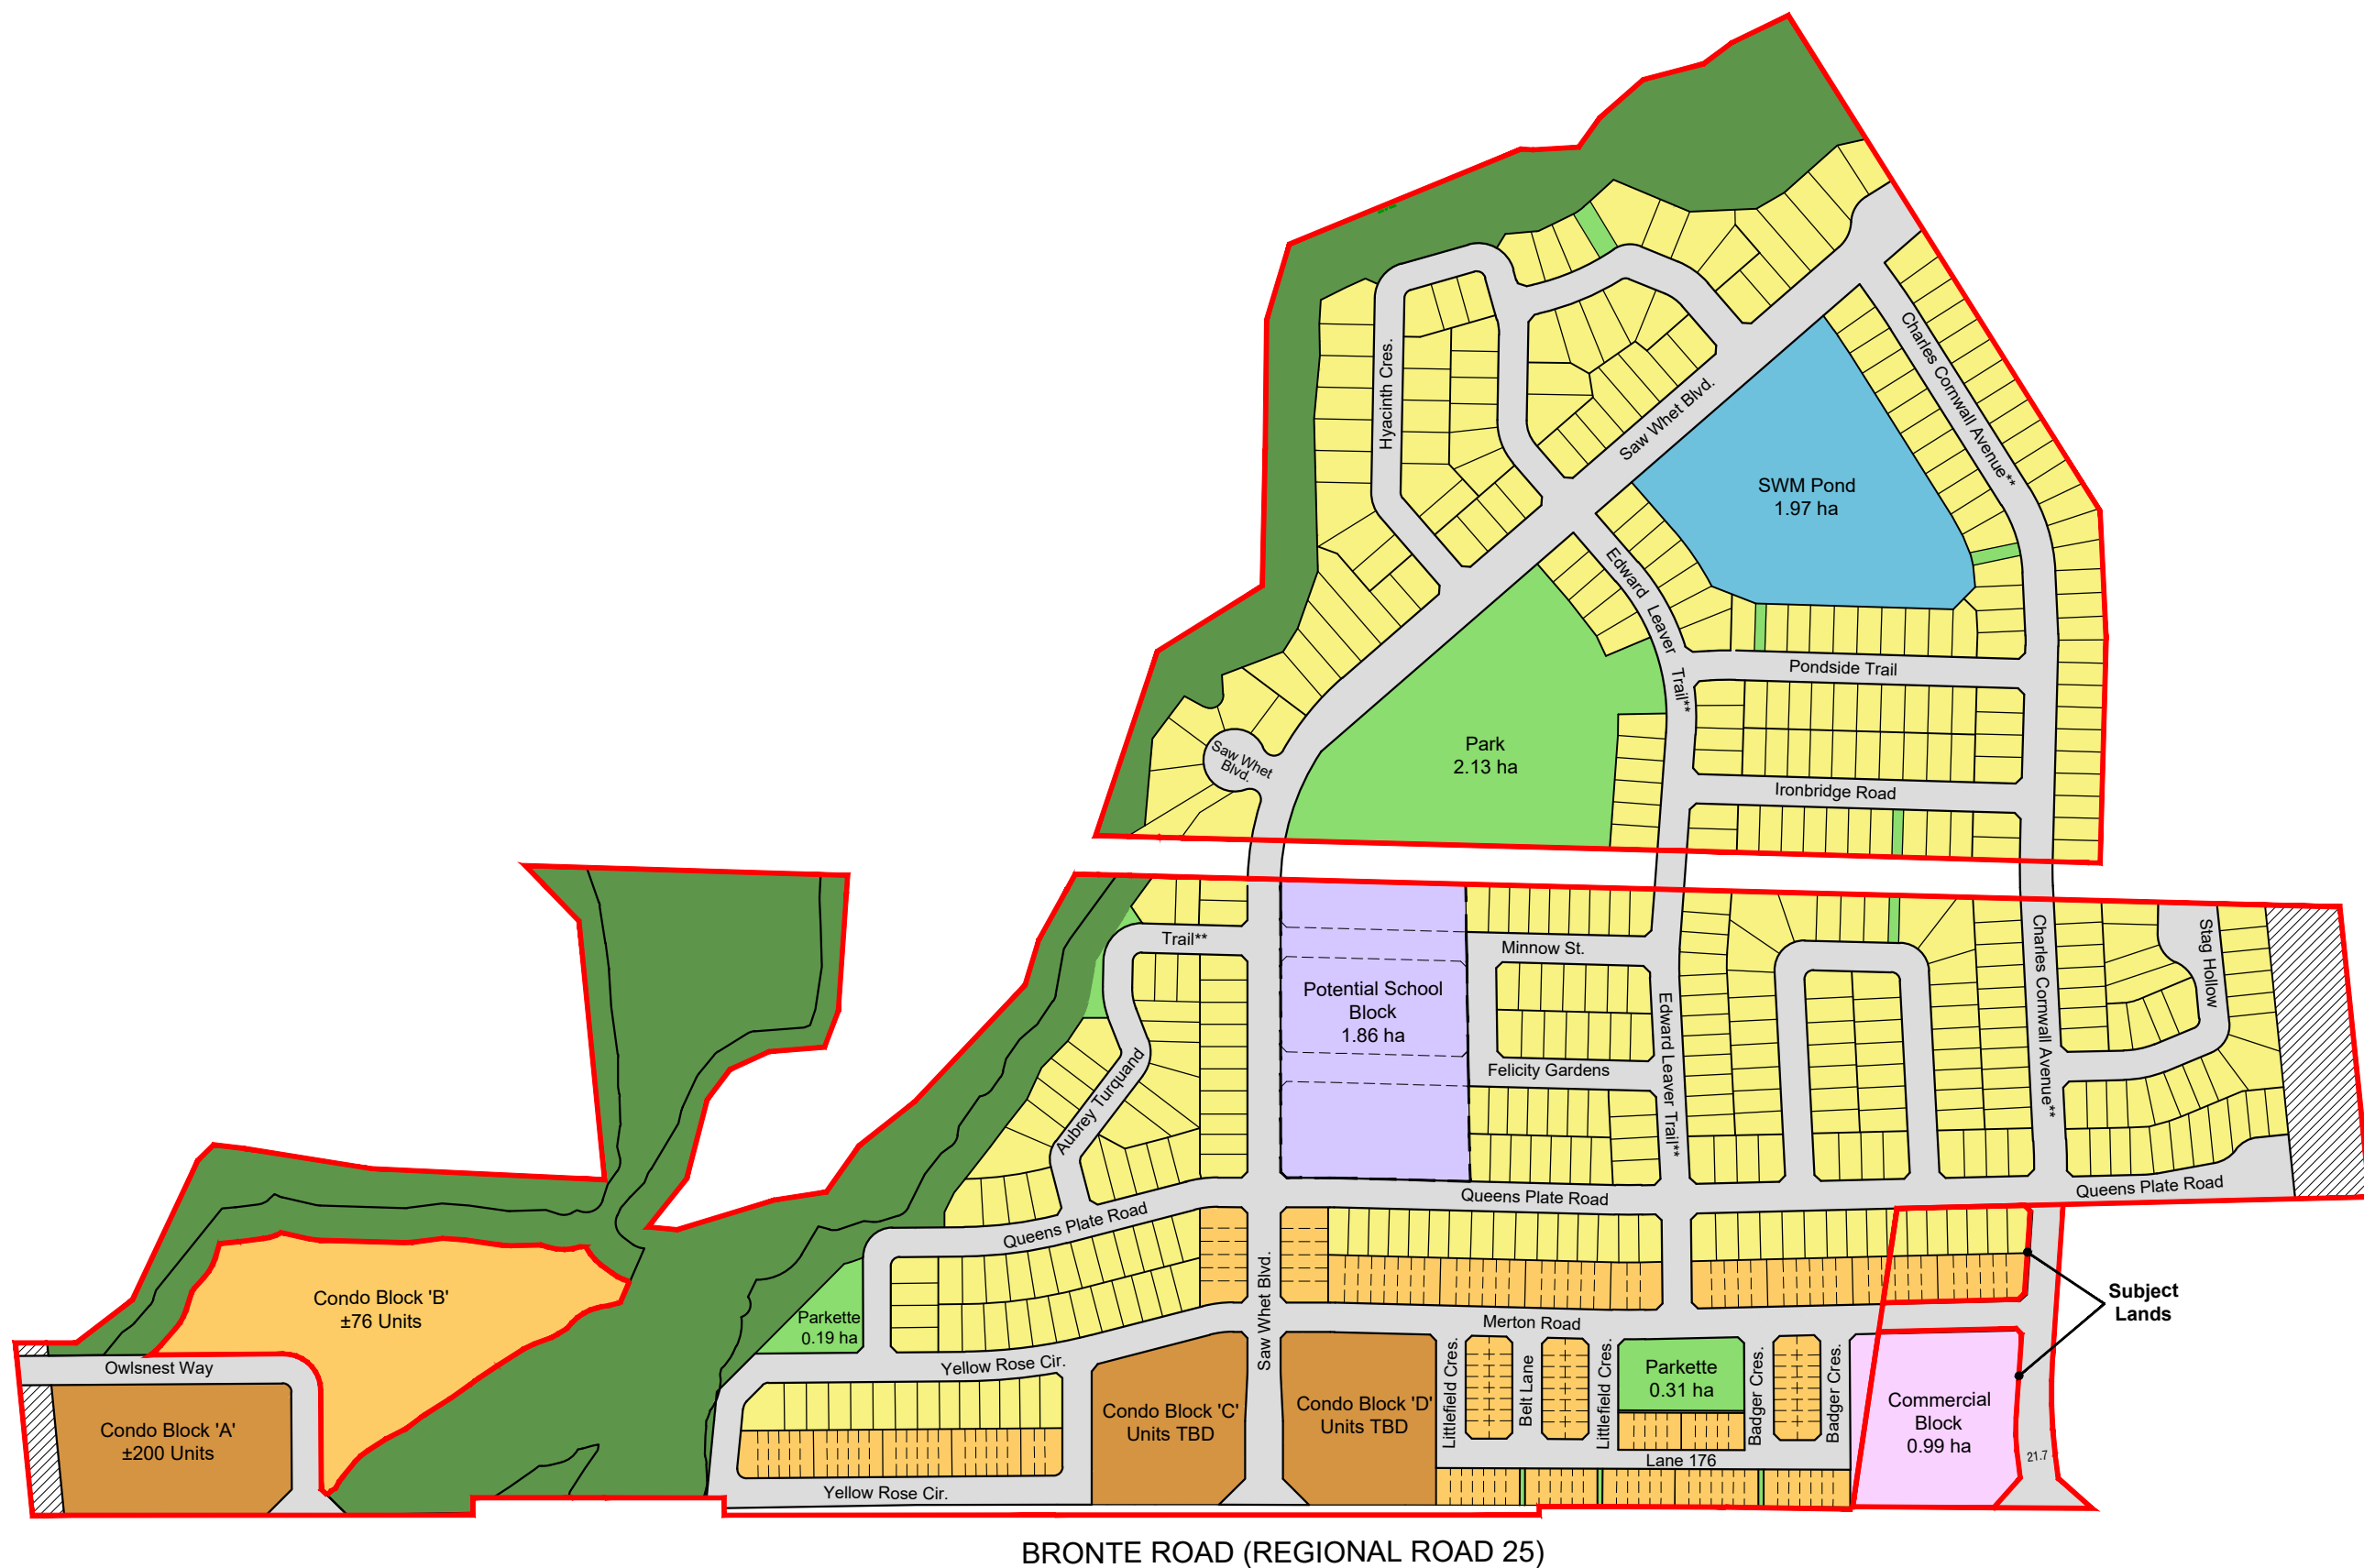 Hyacinth Cres.
Charles Cornwall Avenue**
Saw Whet Blvd.
SWM Pond
1.97 ha
Edward Leaver Trail**
Pondside Trail
Saw Whet
Blvd.
Park
2.13 ha
Ironbridge Road
Trail**
Aubrey Turquand
Potential School
Block
1.86 ha
Minnow St.
Felicity Gardens
Edward Leaver Trail**
Charles Cornwall Avenue**
Stag Hollow
Queens Plate Road
Queens Plate Road
Queens Plate Road
Condo Block 'B'
±76 Units
Parkette
0.19 ha
Saw Whet Blvd.
Merton Road
Subject
Lands
Owlsnest Way
Yellow Rose Cir.
Condo Block 'A'
±200 Units
Condo Block 'C'
Units TBD
Condo Block 'D'
Units TBD
Littlefield Cres.
Belt Lane
Littlefield Cres.
Parkette
0.31 ha
Badger Cres.
Badger Cres.
Commercial
Block
0.99 ha
21.7
Lane 176
Yellow Rose Cir.
BRONTE ROAD (REGIONAL ROAD 25)